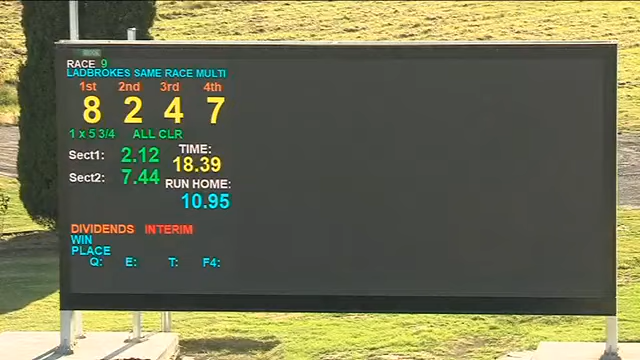 RACE 9
LADBROKES SAME RACE MULTI
1st 2nd 3rd 4th
8 2 4 7
1 x 5 3/4 ALL CLR
Sect1: 2.12 TIME: 18.39
Sect2: 7.44 RUN HOME: 10.95
DIVIDENDS INTERIM
WIN
PLACE
Q: E: T: F4: